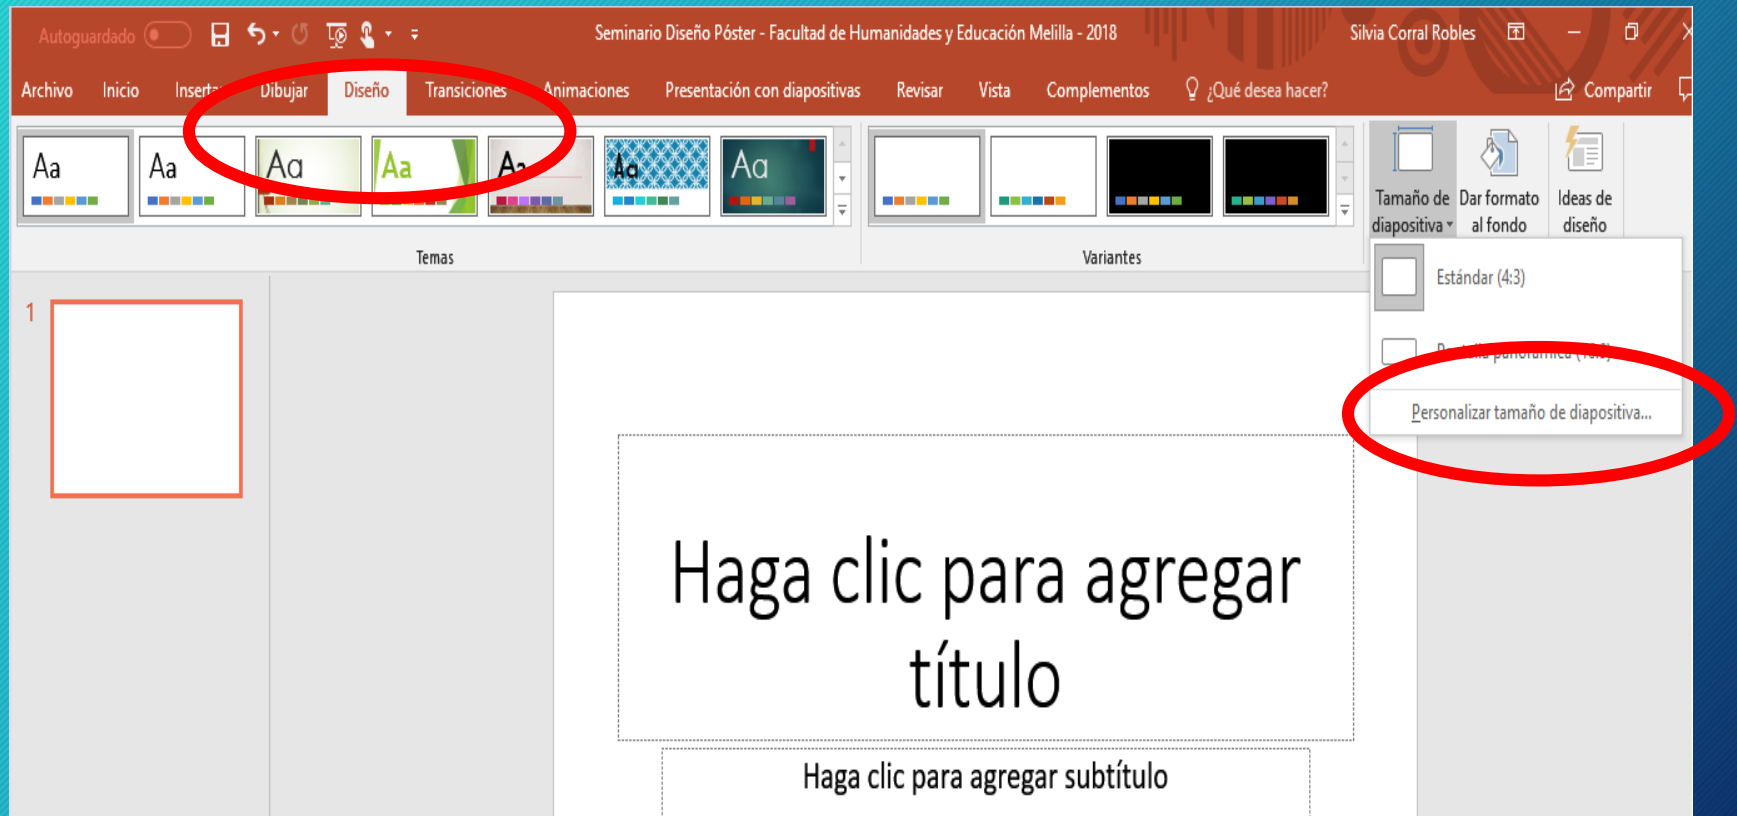 Autoguardado
Seminario Diseño Póster - Facultad de Humanidades y Educación Melilla - 2018
Silvia Corral Robles
Archivo Inicio Dibujar Diseño Transiciones Animaciones Presentación con diapositivas Revisar Vista Complementos ¿Qué desea hacer? Compartir
Aa Aa Aa Aa Aa Aa Aa
Tamaño de diapositiva
Dar formato al fondo
Ideas de diseño
Temas
Variantes
Estándar (4:3)
Personalizar tamaño de diapositiva...
1
Haga clic para agregar
título
Haga clic para agregar subtítulo